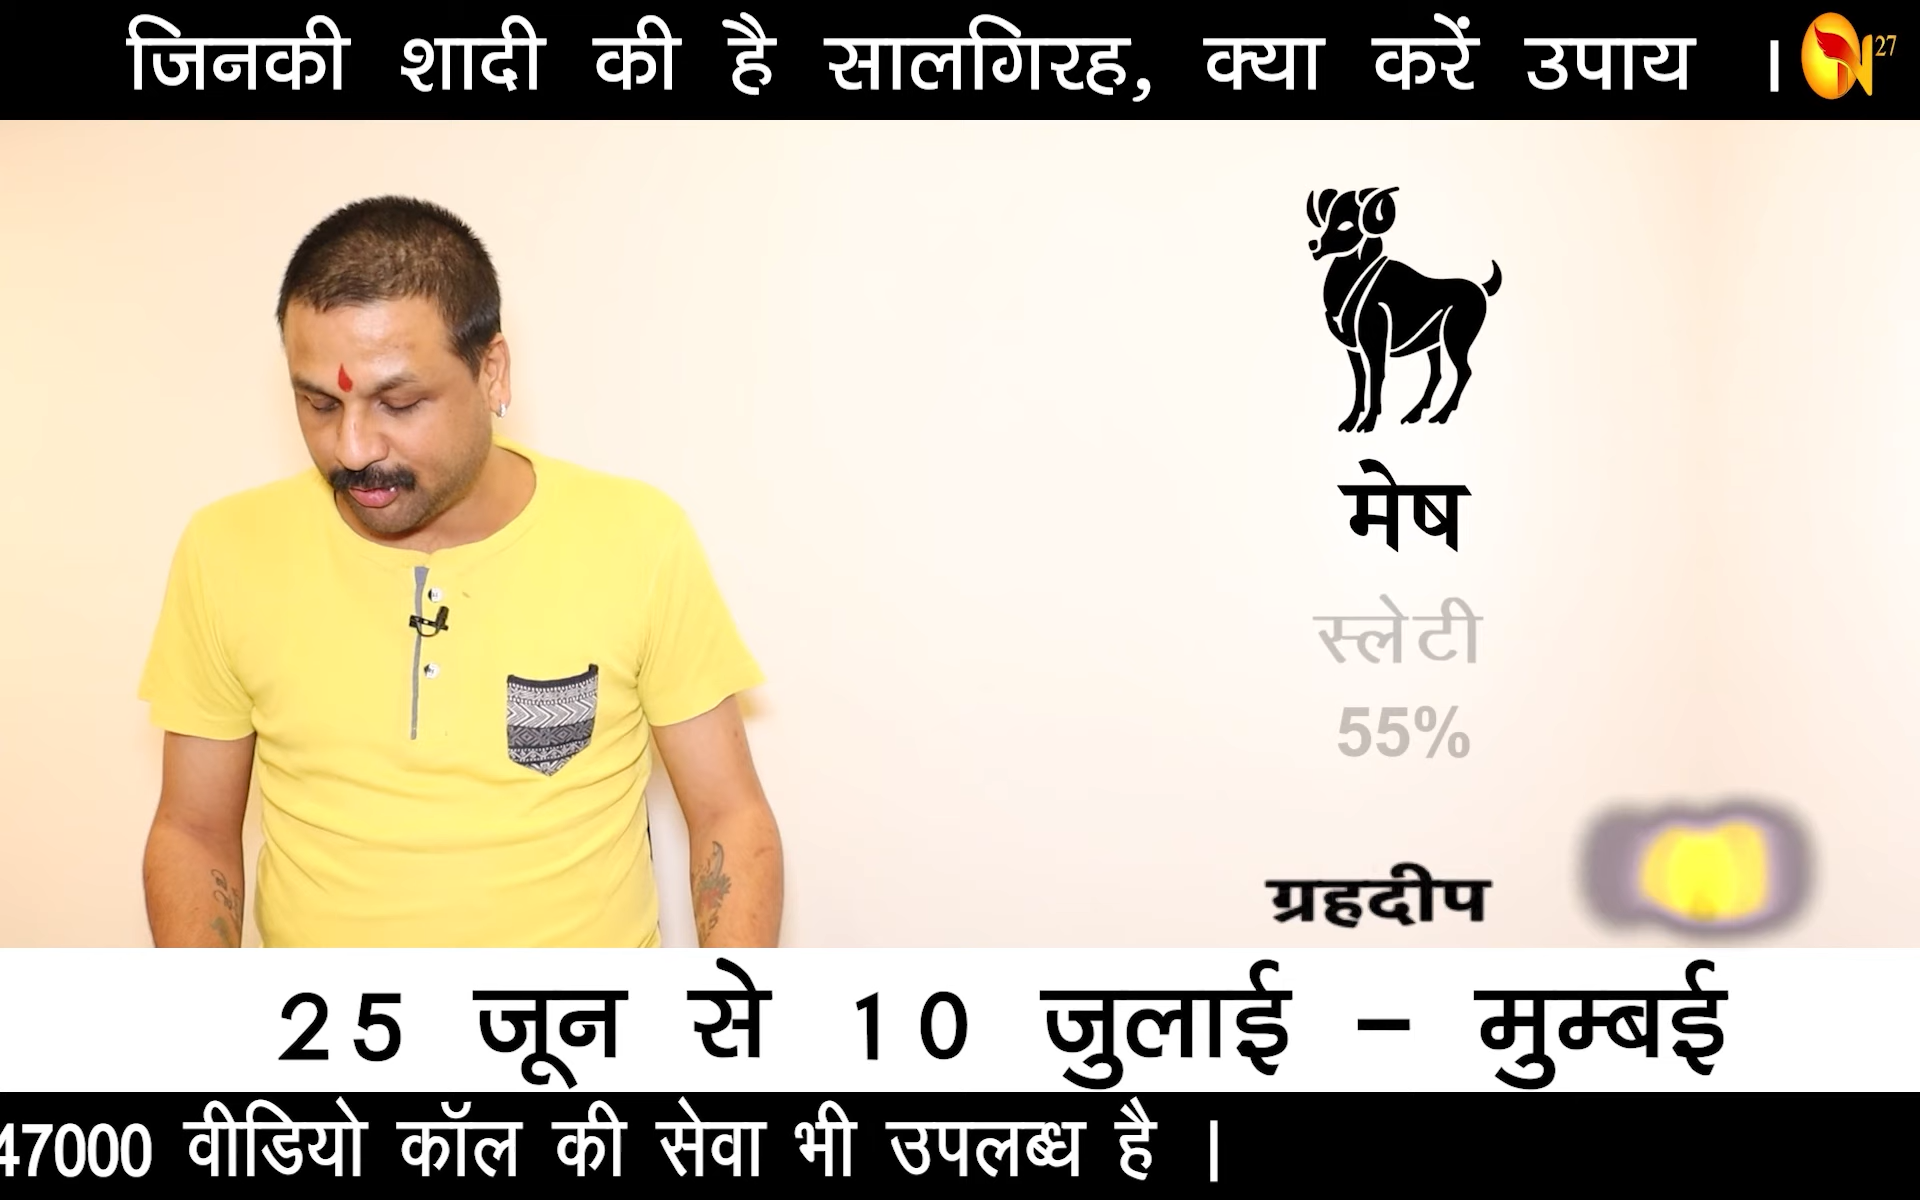 जिनकी शादी की है सालगिरह, क्या करें उपाय ।
27
मेष
स्लेटी
55%
ग्रहदीप
25 जून से 10 जुलाई - मुम्बई
47000 वीडियो कॉल की सेवा भी उपलब्ध है |